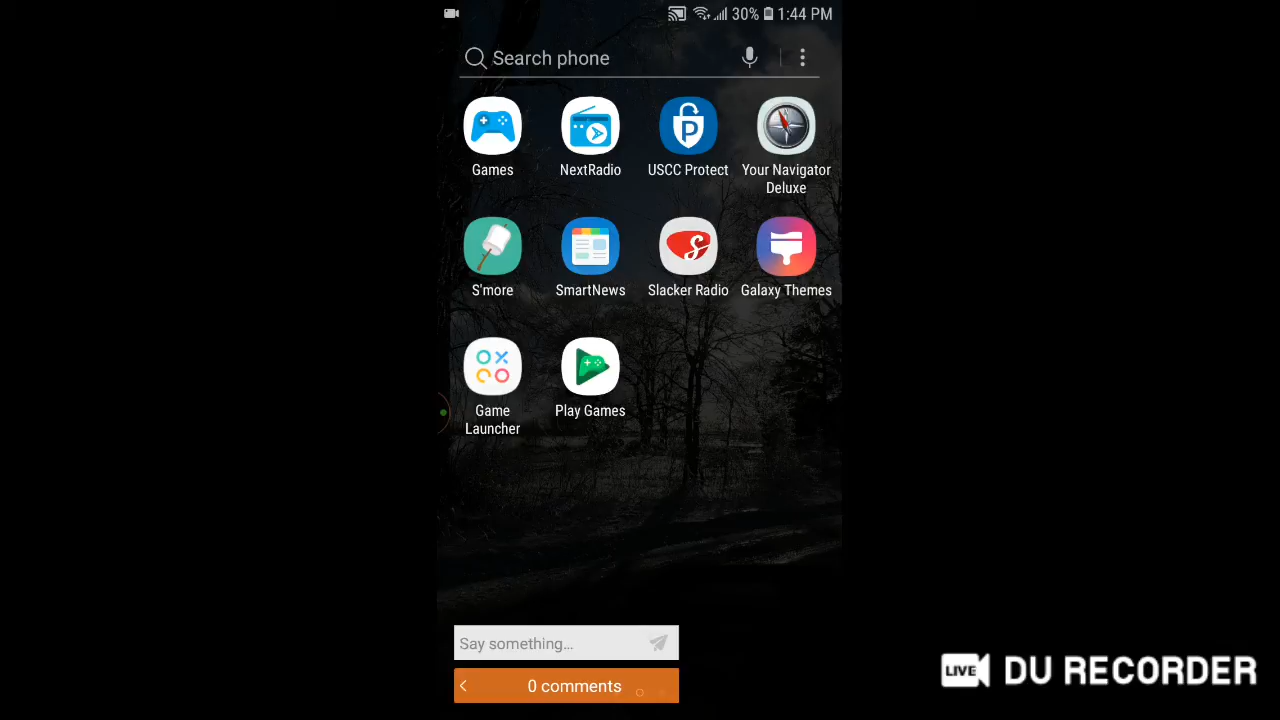 30% 1:44 PM
Search phone
Games
NextRadio
P
USCC Protect
Your Navigator
Deluxe
S'more
SmartNews
S
Slacker Radio
Galaxy Themes
Game
Launcher
Play Games
Say something...
0 comments
LIVE DU RECORDER